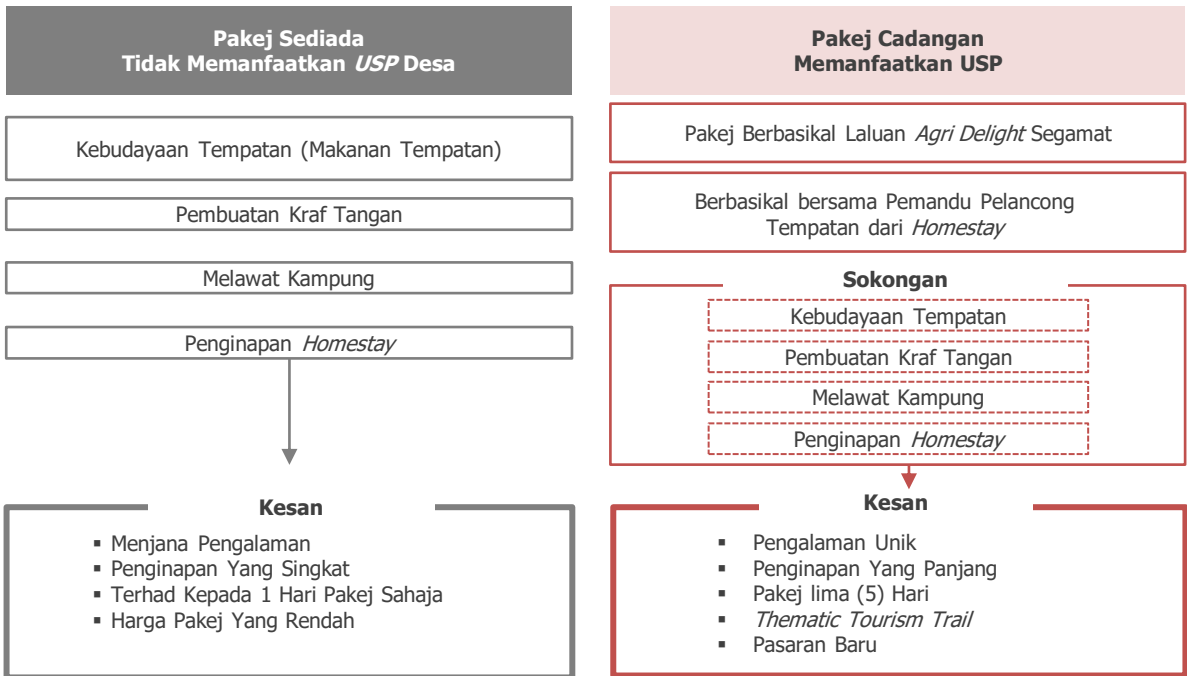 Pakej Sediada
Tidak Memanfaatkan USP Desa
Kebudayaan Tempatan (Makanan Tempatan)
Pembuatan Kraf Tangan
Melawat Kampung
Penginapan Homestay
Kesan
▪ Menjana Pengalaman
▪ Penginapan Yang Singkat
▪ Terhad Kepada 1 Hari Pakej Sahaja
▪ Harga Pakej Yang Rendah
Pakej Cadangan
Memanfaatkan USP
Pakej Berbasikal Laluan Agri Delight Segamat
Berbasikal bersama Pemandu Pelancong
Tempatan dari Homestay
Sokongan
Kebudayaan Tempatan
Pembuatan Kraf Tangan
Melawat Kampung
Penginapan Homestay
Kesan
▪ Pengalaman Unik
▪ Penginapan Yang Panjang
▪ Pakej lima (5) Hari
▪ Thematic Tourism Trail
▪ Pasaran Baru